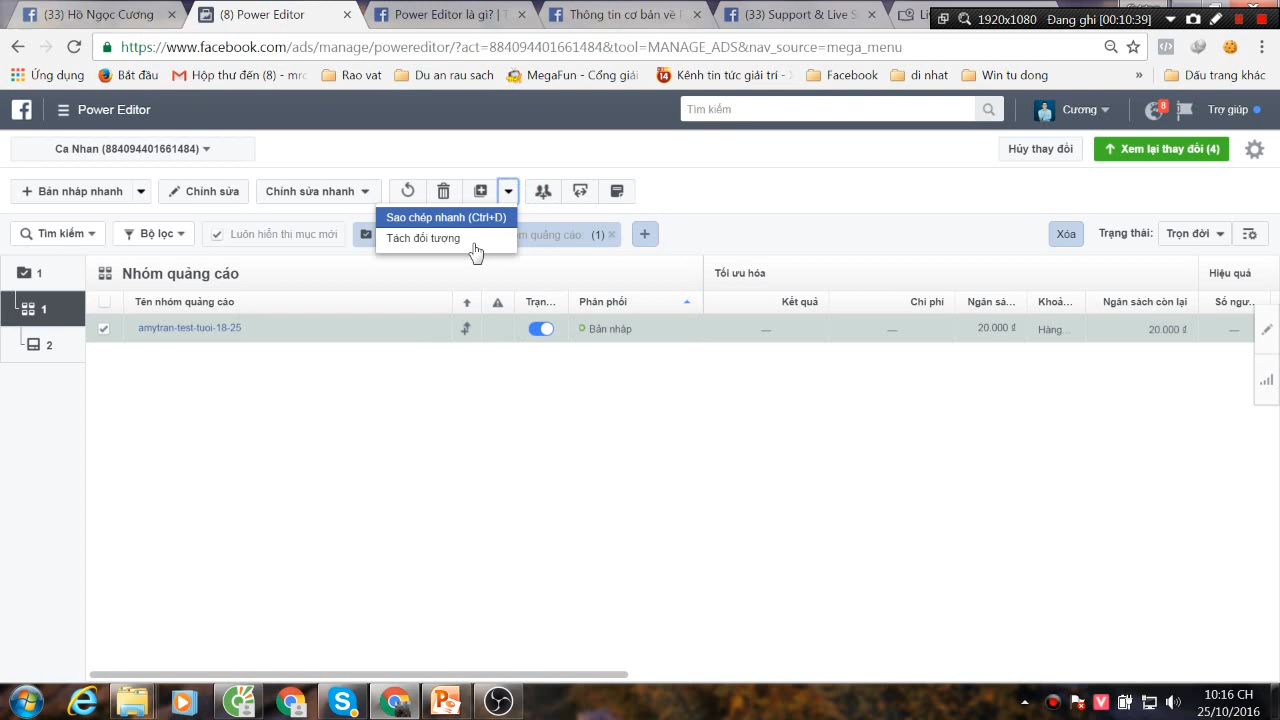 (33) Hồ Ngọc Cương
(8) Power Editor
Power Editor là gì?
Thông tin cơ bản về
(33) Support & Live S
1920x1080 Đang ghi [00:10:39]
https://www.facebook.com/ads/manage/powereditor/?act=884094401661484&tool=MANAGE_ADS&nav_source=mega_menu
Ứng dụng
Bắt đầu
Hộp thư đến (8) - mrc
Rao vat
Du an rau sach
MegaFun - Cổng giải
Kênh tin tức giải trí -
Facebook
di nhat
Win tu dong
»
Dấu trang khác
Power Editor
Tìm kiếm
Cương
8
Trợ giúp
Ca Nhan (884094401661484)
Hủy thay đổi
Xem lại thay đổi (4)
+ Bản nháp nhanh
Chỉnh sửa
Chỉnh sửa nhanh
Sao chép nhanh (Ctrl+D)
Tách đối tượng
Tìm kiếm
Bộ lọc
Luôn hiển thị mục mới
quảng cáo: (1) ×
+
Xóa
Trạng thái:
Trọn đời
1
Nhóm quảng cáo
Tối ưu hóa
Hiệu quả
1
Tên nhóm quảng cáo
Trạn...
Phân phối
Kết quả
Chi phí
Ngân sá...
Khoả...
Ngân sách còn lại
Số ngư..
amytran-test-tuoi-18-25
Bản nháp
—
—
20.000 ₫
Hàng...
20.000 ₫
—
2
10:16 CH
25/10/2016